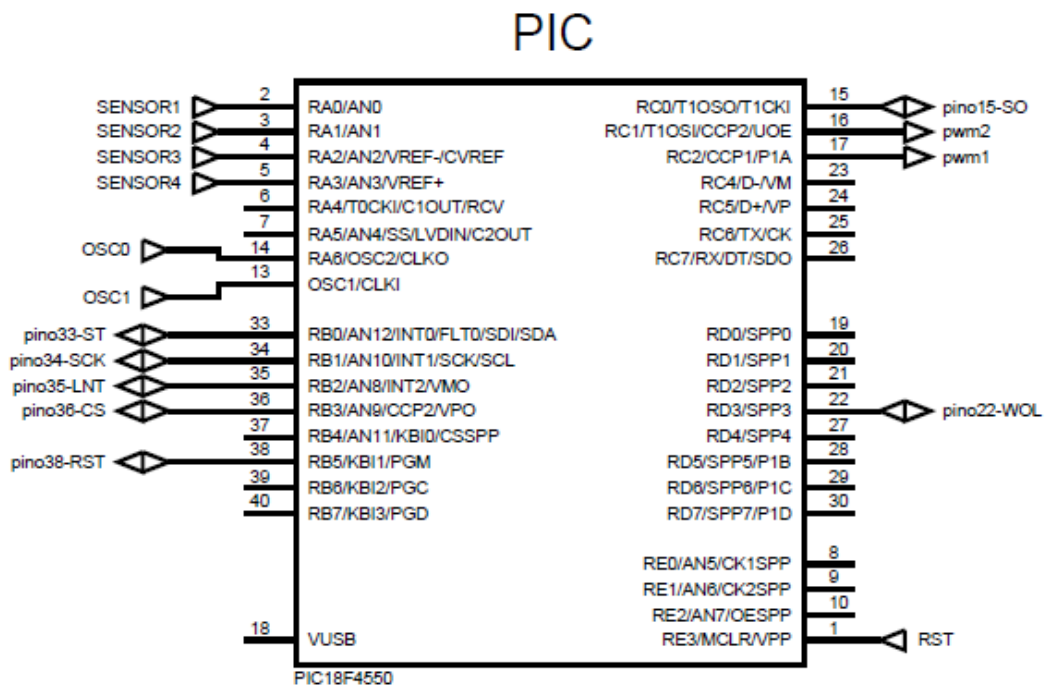 PIC
SENSOR1 2 RA0/AN0 RC0/T1OSO/T1CKI 15 pino15-SO
SENSOR2 3 RA1/AN1 RC1/T1OSI/CCP2/UOE 16 pwm2
SENSOR3 4 RA2/AN2/VREF-/CVREF RC2/CCP1/P1A 17 pwm1
SENSOR4 5 RA3/AN3/VREF+ RC4/D-/VM 23
6 RA4/T0CKI/C1OUT/RCV RC5/D+/VP 24
7 RA5/AN4/SS/LVDIN/C2OUT RC6/TX/CK 25
OSC0 14 RA6/OSC2/CLKO RC7/RX/DT/SDO 26
OSC1 13 OSC1/CLKI
pino33-ST 33 RB0/AN12/INT0/FLT0/SDI/SDA RD0/SPP0 19
pino34-SCK 34 RB1/AN10/INT1/SCK/SCL RD1/SPP1 20
pino35-LNT 35 RB2/AN8/INT2/VMO RD2/SPP2 21
pino36-CS 36 RB3/AN9/CCP2/VPO RD3/SPP3 22 pino22-WOL
37 RB4/AN11/KBI0/CSSPP RD4/SPP4 27
pino38-RST 38 RB5/KBI1/PGM RD5/SPP5/P1B 28
39 RB6/KBI2/PGC RD6/SPP6/P1C 29
40 RB7/KBI3/PGD RD7/SPP7/P1D 30
RE0/AN5/CK1SPP 8
RE1/AN6/CK2SPP 9
RE2/AN7/OESPP 10
18 VUSB RE3/MCLR/VPP 1 RST
PIC18F4550